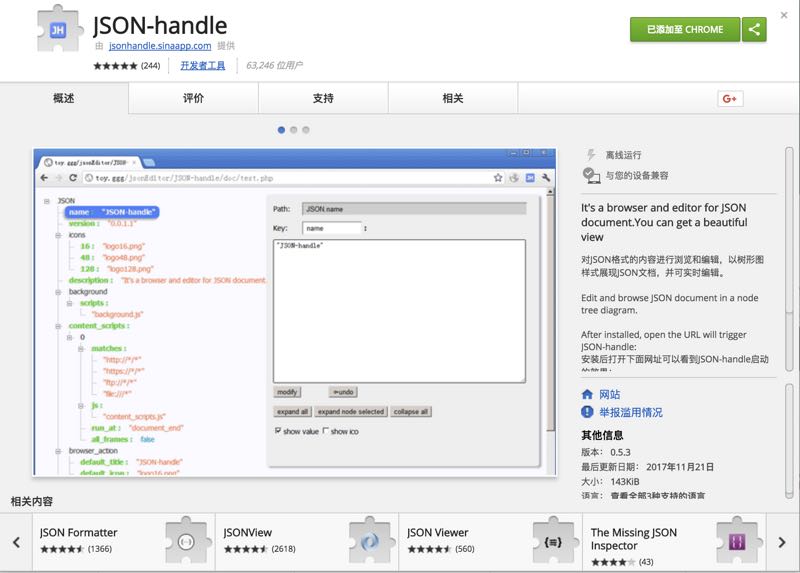 JH
JSON-handle
由 jsonhandle.sinaapp.com 提供
(244)
开发者工具
63,246 位用户
已添加至 CHROME
概述
评价
支持
相关
G+
toy.ggg/jsonEditor/JSON-
toy.ggg/jsonEditor/JSON-handle/doc/test.php
JSON
name : "JSON-handle"
version : "0.0.1.1"
icons
16 : "logo16.png"
48 : "logo48.png"
128 : "logo128.png"
description : "It's a browser and editor for JSON document.
background
scripts :
"background.js"
content_scripts :
0
matches :
"http://*/*"
"https://*/*"
"ftp://*/*"
"file:///*"
js :
"content_scripts.js"
run_at : "document_end"
all_frames : false
browser_action
default_title : "JSON-handle"
default_icon : "logo16.png"
Path: JSON.name
Key: name :
"JSON-handle"
modify
←undo
expand all
expand node selected
collapse all
show value
show ico
离线运行
与您的设备兼容
It's a browser and editor for JSON
document.You can get a beautiful
view
对JSON格式的内容进行浏览和编辑，以树形图
样式展现JSON文档，并可实时编辑。
Edit and browse JSON document in a node
tree diagram.
After installed, open the URL will trigger
JSON-handle:
安装后打开下面网址可以看到JSON-handle启动
的效果:
网站
举报滥用情况
其他信息
版本： 0.5.3
最后更新日期： 2017年11月21日
大小： 143KiB
语言： 查看全部3种支持的语言
相关内容
JSON Formatter
(1366)
JSONView
(2618)
JSON Viewer
(560)
The Missing JSON
Inspector
(43)